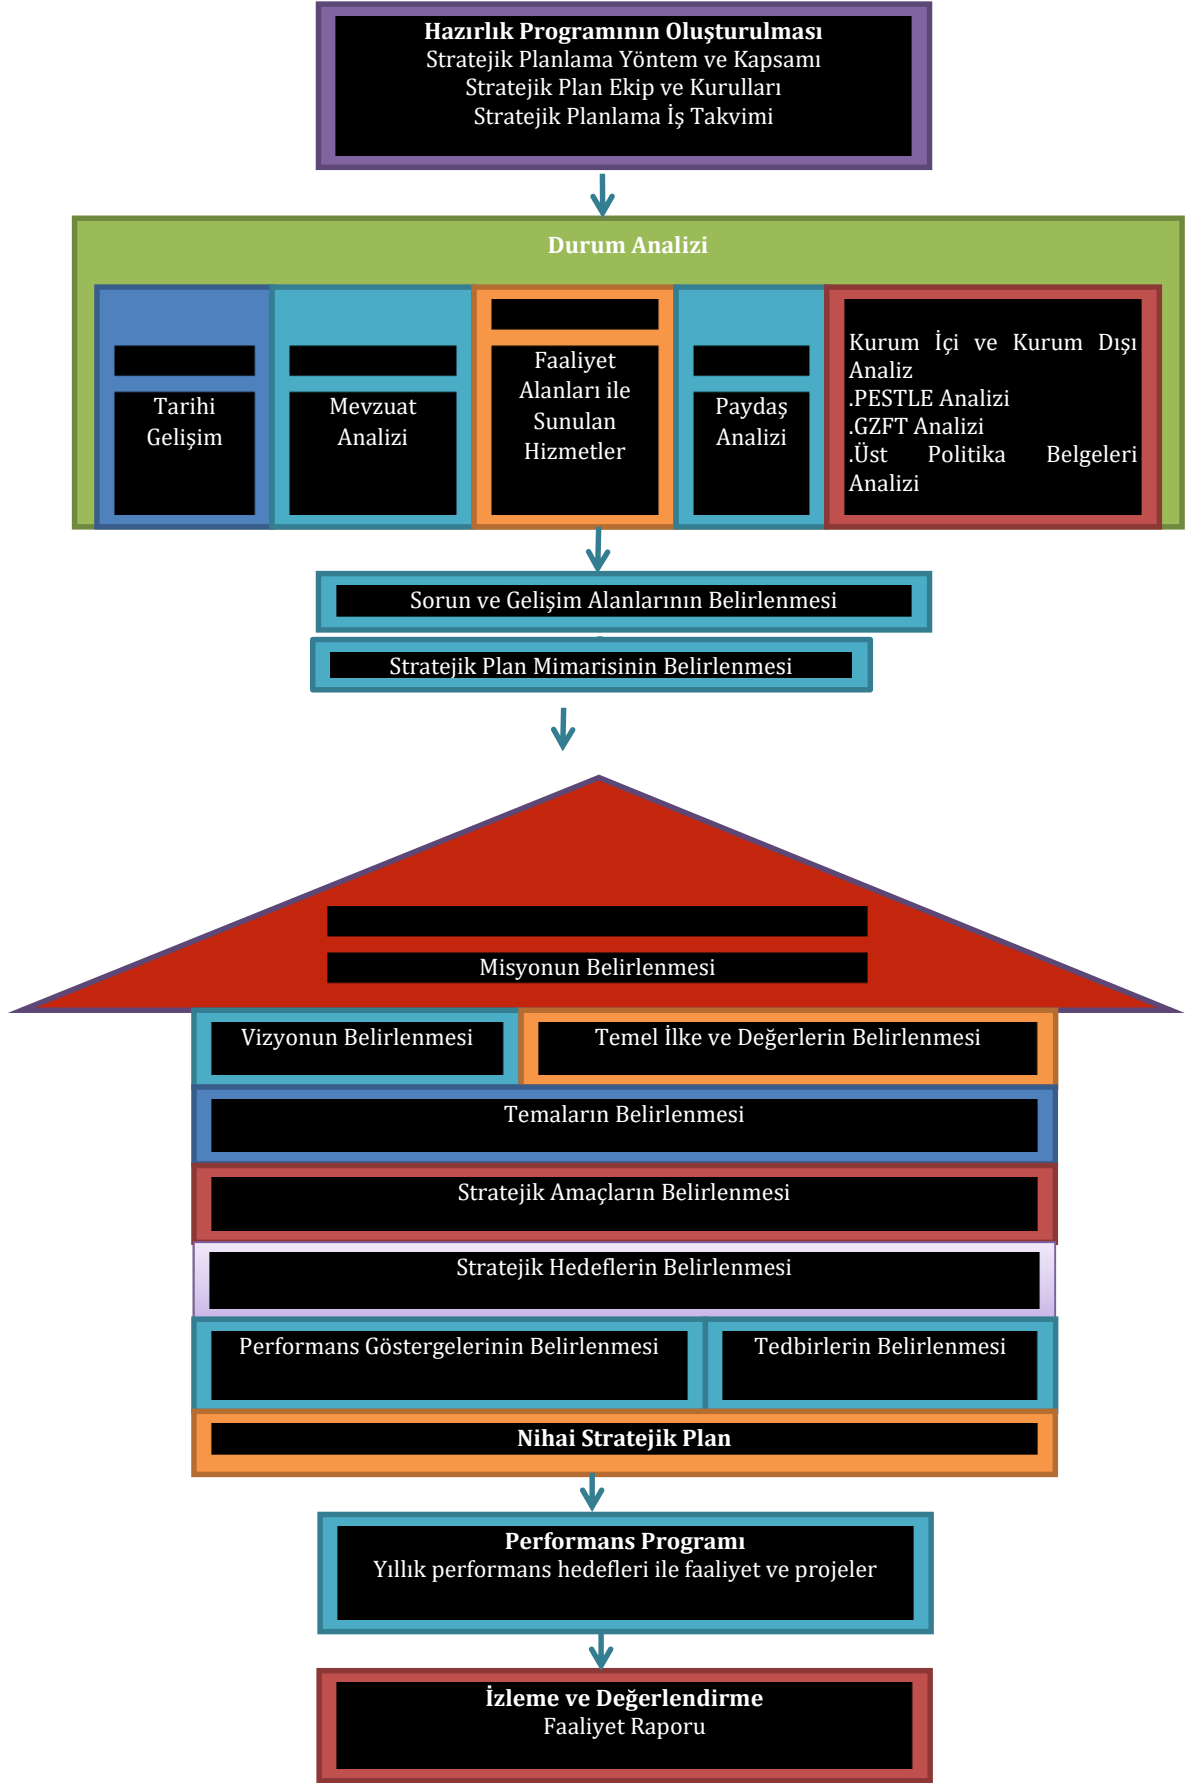 Hazırlık Programının Oluşturulması
Stratejik Planlama Yöntem ve Kapsamı
Stratejik Plan Ekip ve Kurulları
Stratejik Planlama İş Takvimi
Durum Analizi
Tarihi
Gelişim
Mevzuat
Analizi
Faaliyet
Alanları ile
Sunulan
Hizmetler
Paydaş
Analizi
Kurum İçi ve Kurum Dışı
Analiz
.PESTLE Analizi
.GZFT Analizi
.Üst Politika Belgeleri
Analizi
Sorun ve Gelişim Alanlarının Belirlenmesi
Stratejik Plan Mimarisinin Belirlenmesi
Misyonun Belirlenmesi
Vizyonun Belirlenmesi
Temel İlke ve Değerlerin Belirlenmesi
Temaların Belirlenmesi
Stratejik Amaçların Belirlenmesi
Stratejik Hedeflerin Belirlenmesi
Performans Göstergelerinin Belirlenmesi
Tedbirlerin Belirlenmesi
Nihai Stratejik Plan
Performans Programı
Yıllık performans hedefleri ile faaliyet ve projeler
İzleme ve Değerlendirme
Faaliyet Raporu